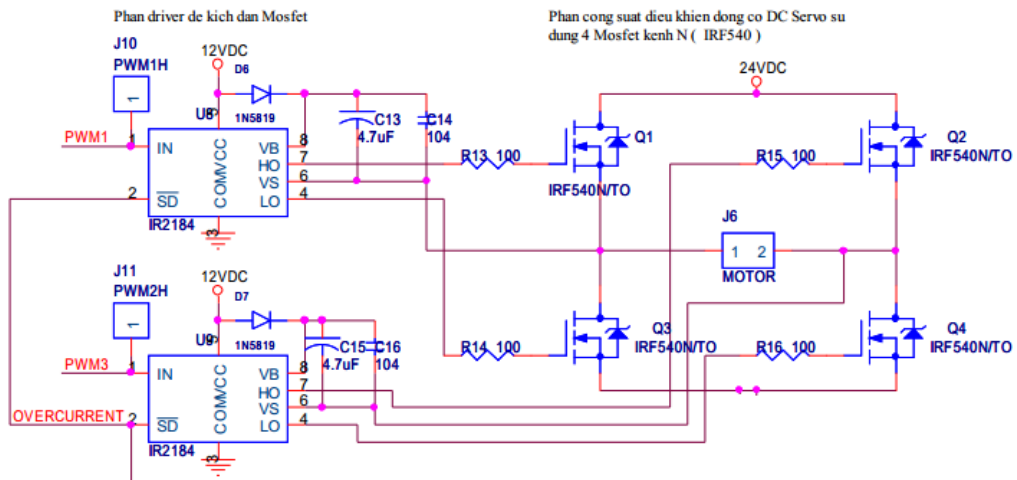 Phan driver de kich dan Mosfet
Phan cong suat dieu khien dong co DC Servo su
dung 4 Mosfet kenh N ( IRF540 )
J10
PWM1H
1
12VDC
D6
1N5819
24VDC
U8
PWM1
1
IN
2
SD
COM
VCC
5
3
VB
8
HO
7
VS
6
LO
4
IR2184
C13
4.7uF
C14
104
R13 100
Q1
IRF540N/TO
R15 100
Q2
IRF540N/TO
J6
1 2
MOTOR
J11
PWM2H
1
12VDC
D7
1N5819
U9
PWM3
1
IN
OVERCURRENT
2
SD
COM
VCC
3
VB
8
HO
7
VS
6
LO
4
IR2184
C15
4.7uF
C16
104
R14 100
Q3
IRF540N/TO
R16 100
Q4
IRF540N/TO